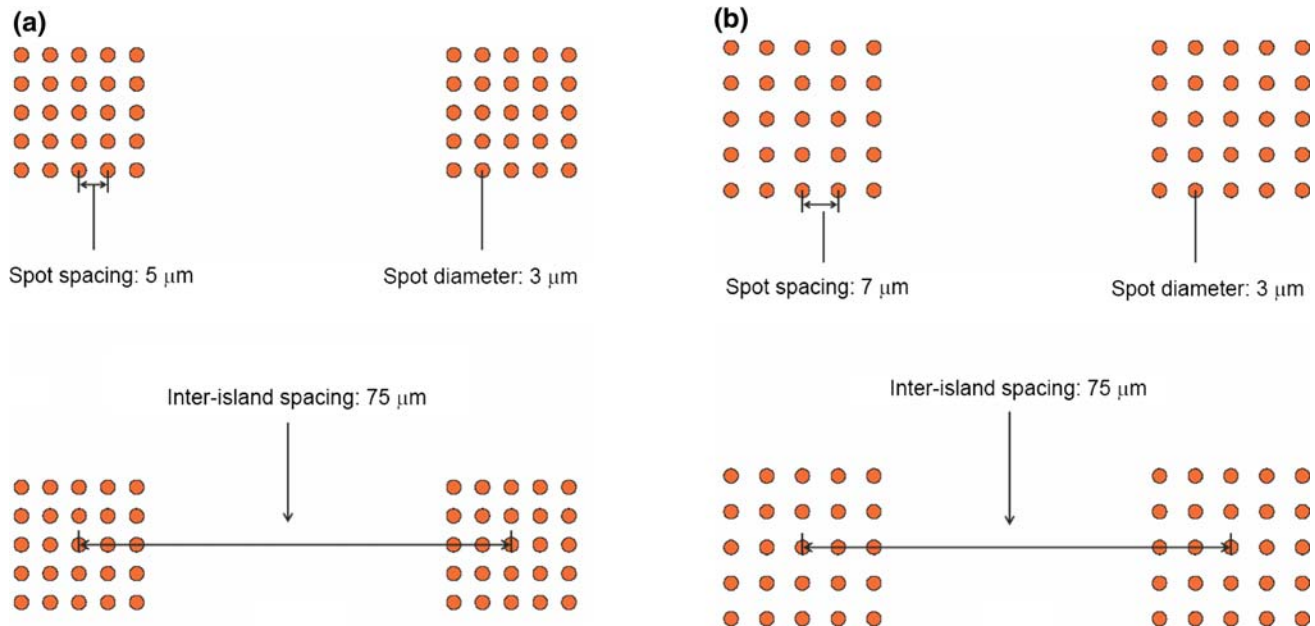 (a)
Spot spacing: 5 μm
Spot diameter: 3 μm
Inter-island spacing: 75 μm
(b)
Spot spacing: 7 μm
Spot diameter: 3 μm
Inter-island spacing: 75 μm